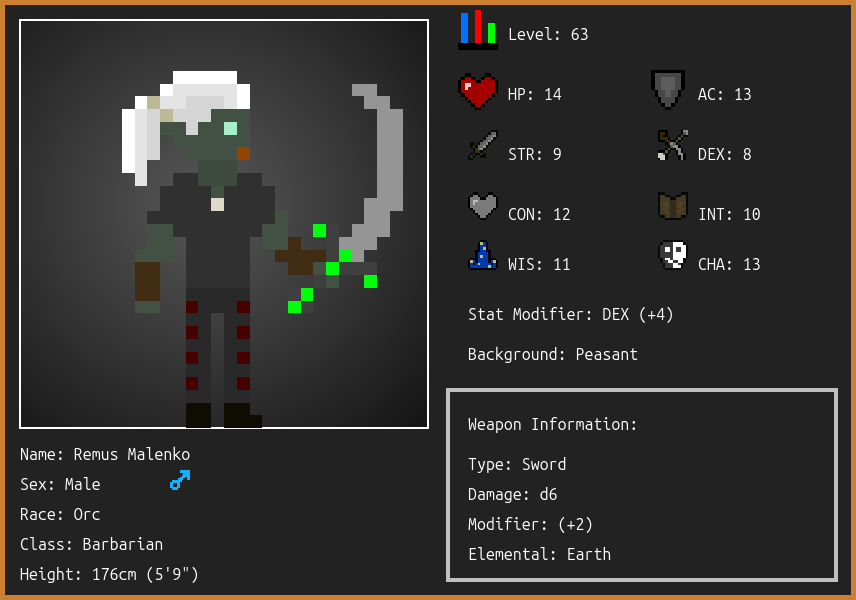 Level: 63
HP: 14
AC: 13
STR: 9
DEX: 8
CON: 12
INT: 10
WIS: 11
CHA: 13
Stat Modifier: DEX (+4)
Background: Peasant
Weapon Information:
Type: Sword
Damage: d6
Modifier: (+2)
Elemental: Earth
Name: Remus Malenko
Sex: Male
Race: Orc
Class: Barbarian
Height: 176cm (5'9")